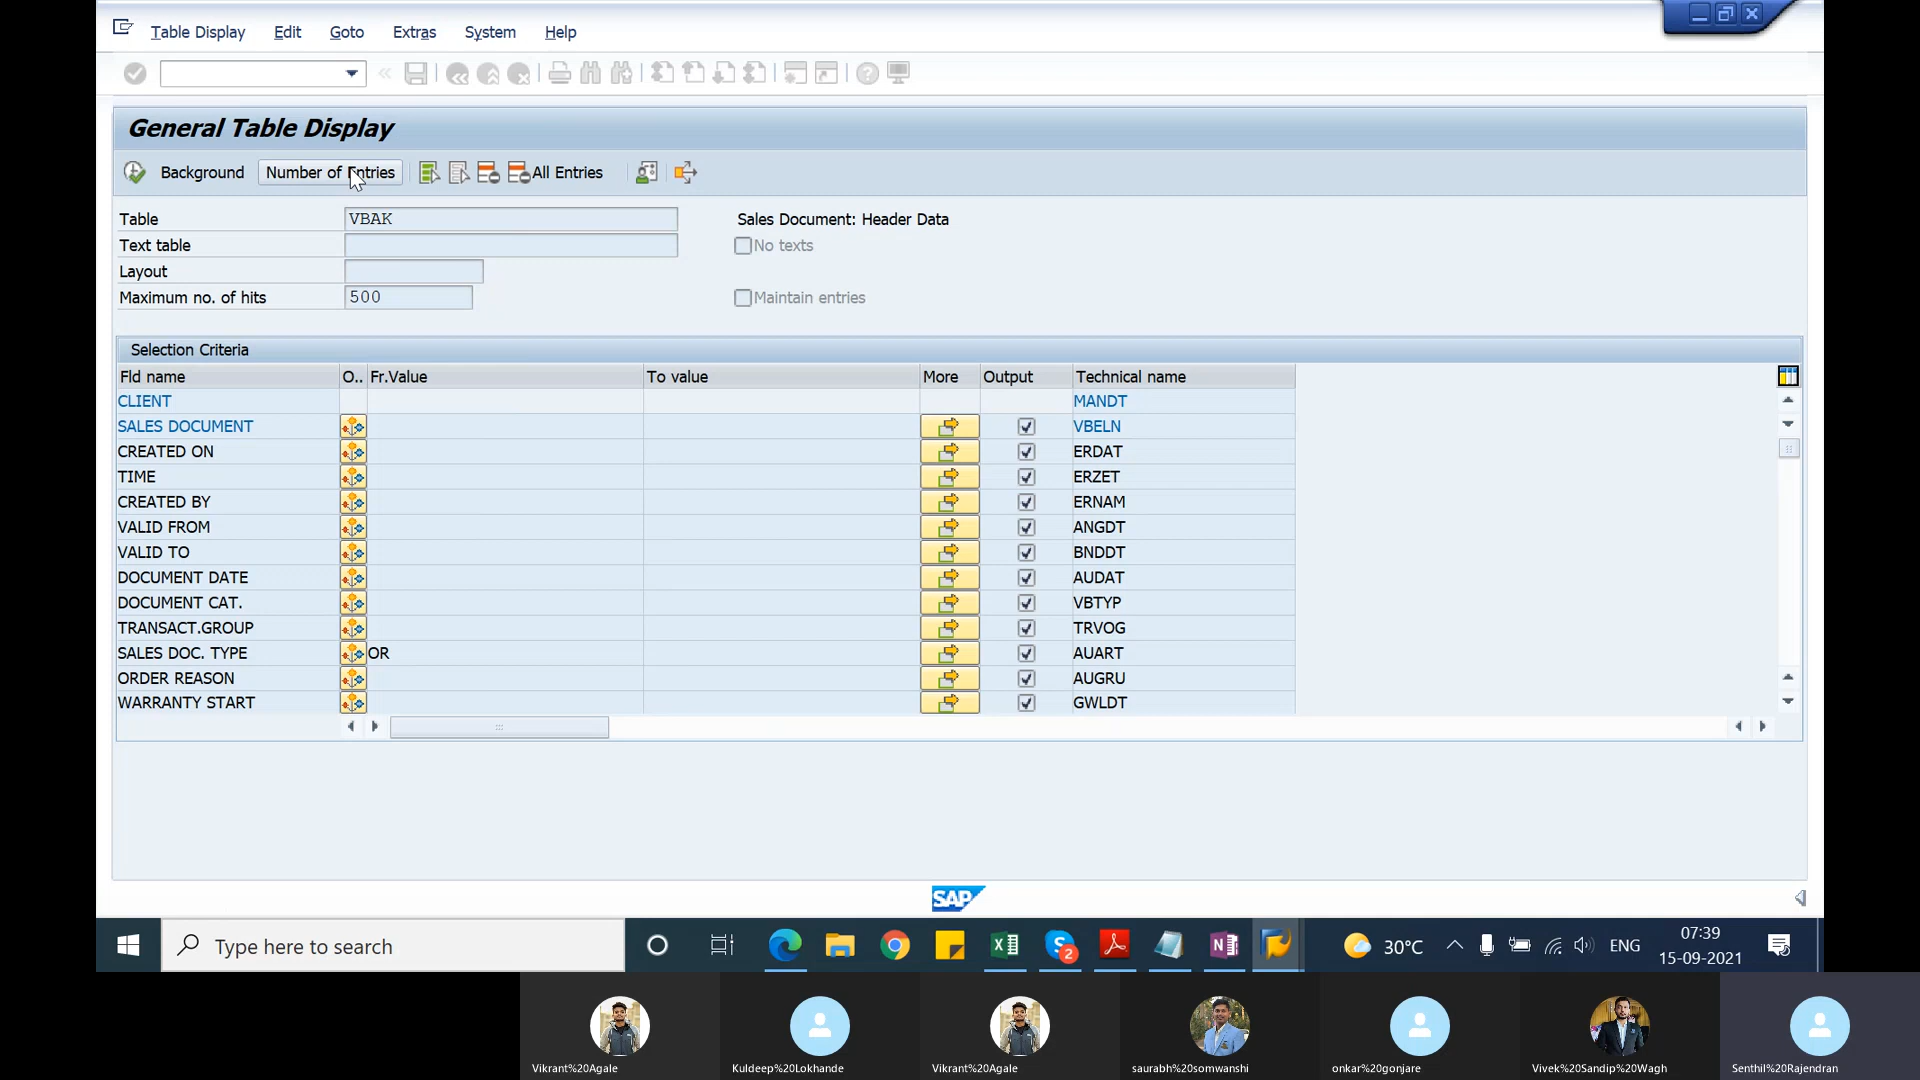 Table Display Edit Goto Extras System Help
General Table Display
Background Number of Entries All Entries
Table VBAK Sales Document: Header Data
Text table No texts
Layout
Maximum no. of hits 500 Maintain entries
Selection Criteria
Fld name O.. Fr.Value To value More Output Technical name
CLIENT MANDT
SALES DOCUMENT VBELN
CREATED ON ERDAT
TIME ERZET
CREATED BY ERNAM
VALID FROM ANGDT
VALID TO BNDDT
DOCUMENT DATE AUDAT
DOCUMENT CAT. VBTYP
TRANSACT.GROUP TRVOG
SALES DOC. TYPE OR AUART
ORDER REASON AUGRU
WARRANTY START GWLDT
SAP
Type here to search 2 30°C ENG 07:39
15-09-2021
Vikrant%20Agale Kuldeep%20Lokhande Vikrant%20Agale saurabh%20somwanshi onkar%20gonjare Vivek%20Sandip%20Wagh Senthil%20Rajendran